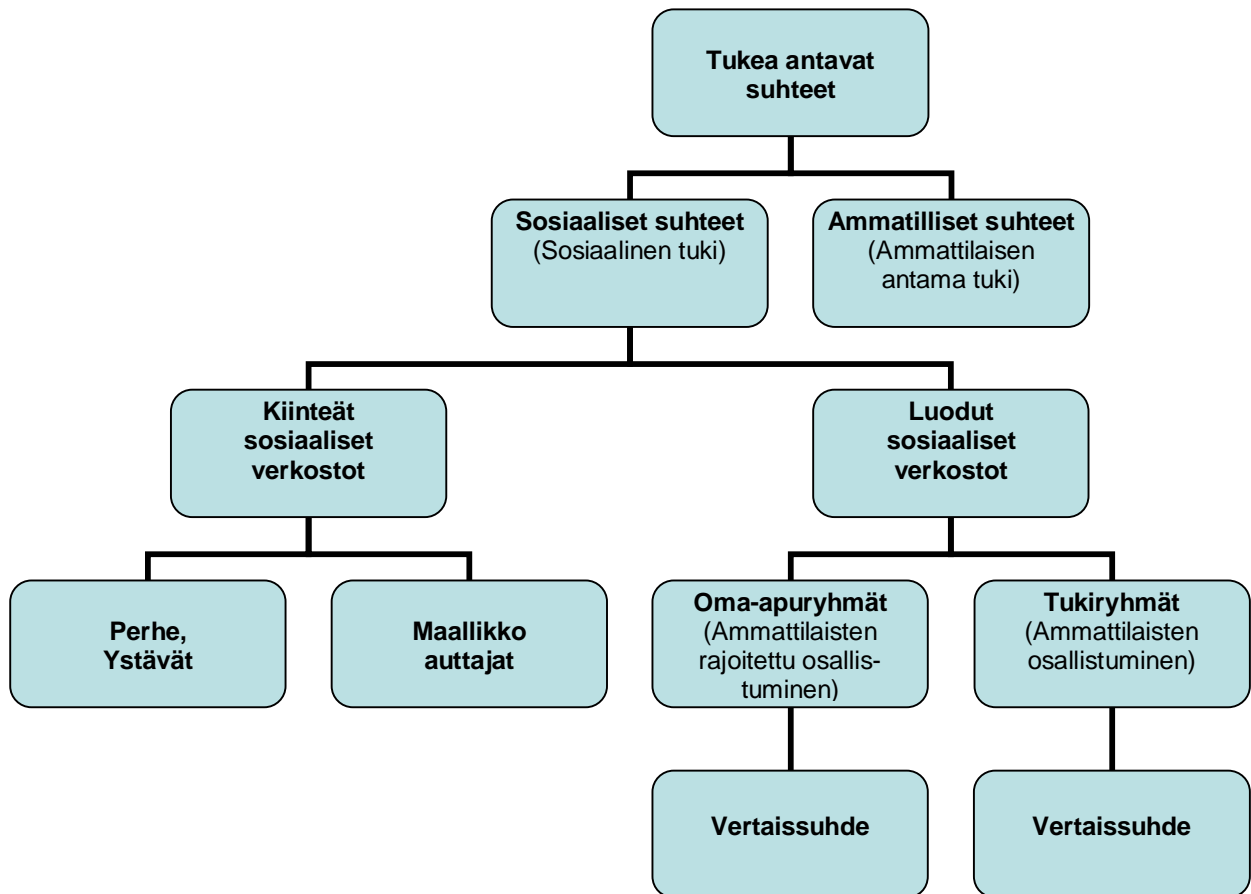 Tukea antavat
suhteet
Sosiaaliset suhteet
(Sosiaalinen tuki)
Ammatilliset suhteet
(Ammattilaisen
antama tuki)
Kiinteät
sosiaaliset
verkostot
Luodut
sosiaaliset
verkostot
Perhe,
Ystävät
Maallikko
auttajat
Oma-apuryhmät
(Ammattilaisten
rajoitettu osallis-
tuminen)
Tukiryhmät
(Ammattilaisten
osallistuminen)
Vertaissuhde
Vertaissuhde